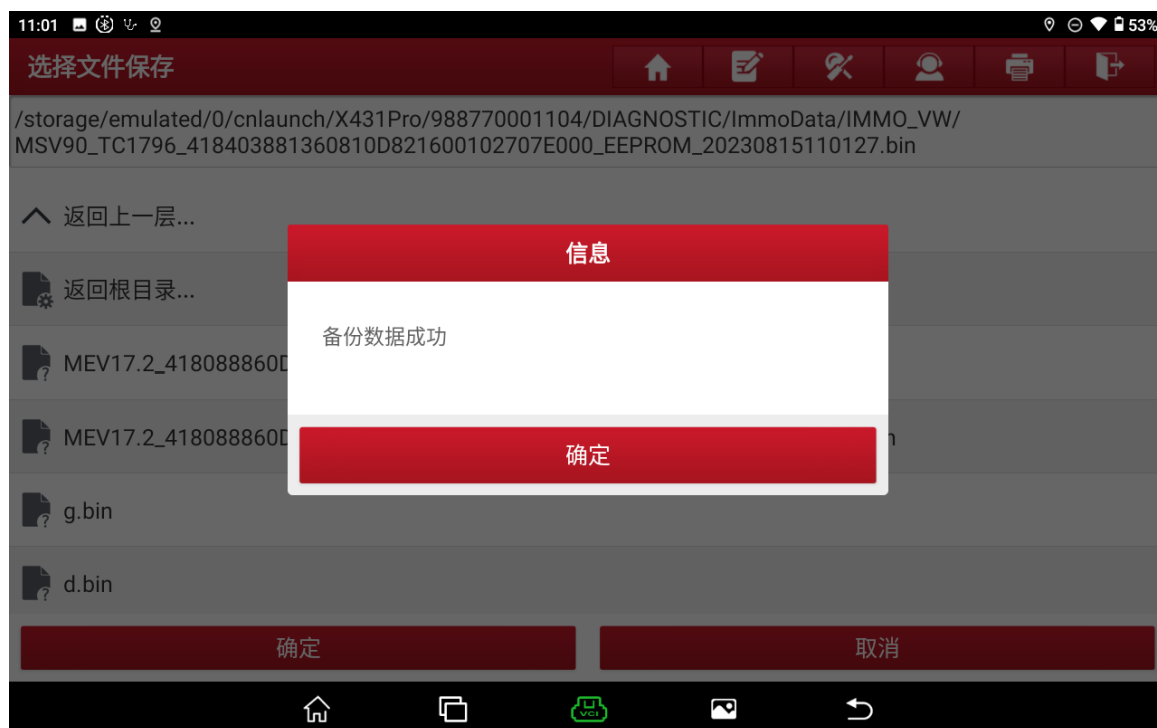 11:01
53%
选择文件保存
/storage/emulated/0/cnlaunch/X431Pro/988770001104/DIAGNOSTIC/ImmoData/IMMO_VW/
MSV90_TC1796_418403881360810D821600102707E000_EEPROM_20230815110127.bin
返回上一层...
信息
返回根目录...
备份数据成功
MEV17.2_418088860D
MEV17.2_418088860D
确定
g.bin
d.bin
确定
取消
VCI